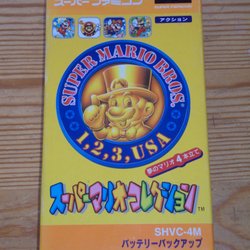 スーパーファミコン
アクション
SUPER MARIO BROS.
1, 2, 3, USA
夢のマリオ4本立て
スーパーマリオコレクション™
SHVC-4M
バッテリーバックアップ